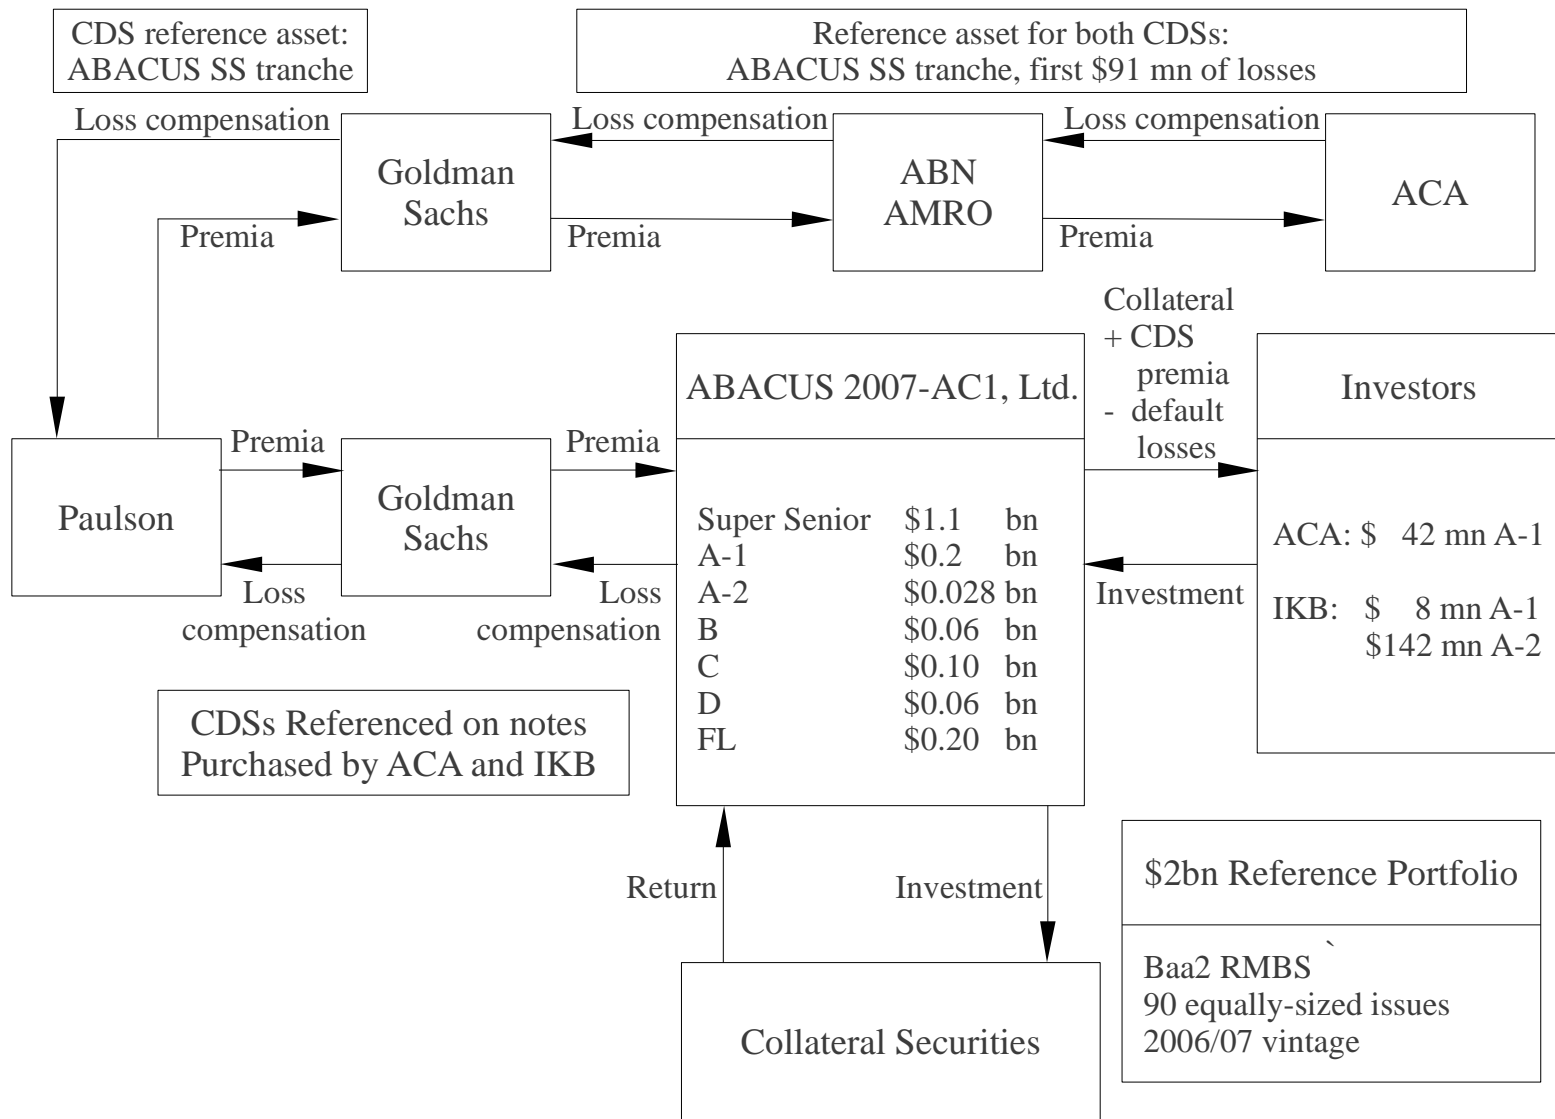 CDS reference asset:
ABACUS SS tranche
Reference asset for both CDSs:
ABACUS SS tranche, first $91 mn of losses
Loss compensation
Loss compensation
Loss compensation
Goldman
Sachs
ABN
AMRO
ACA
Premia
Premia
Premia
Collateral
+ CDS
premia
- default
losses
ABACUS 2007-AC1, Ltd.
Investors
Premia
Premia
Paulson
Goldman
Sachs
Super Senior $1.1 bn
A-1 $0.2 bn
A-2 $0.028 bn
B $0.06 bn
C $0.10 bn
D $0.06 bn
FL $0.20 bn
ACA: $ 42 mn A-1
IKB: $ 8 mn A-1
$142 mn A-2
Loss
compensation
Loss
compensation
Investment
CDSs Referenced on notes
Purchased by ACA and IKB
Return
Investment
$2bn Reference Portfolio
Baa2 RMBS `
90 equally-sized issues
2006/07 vintage
Collateral Securities